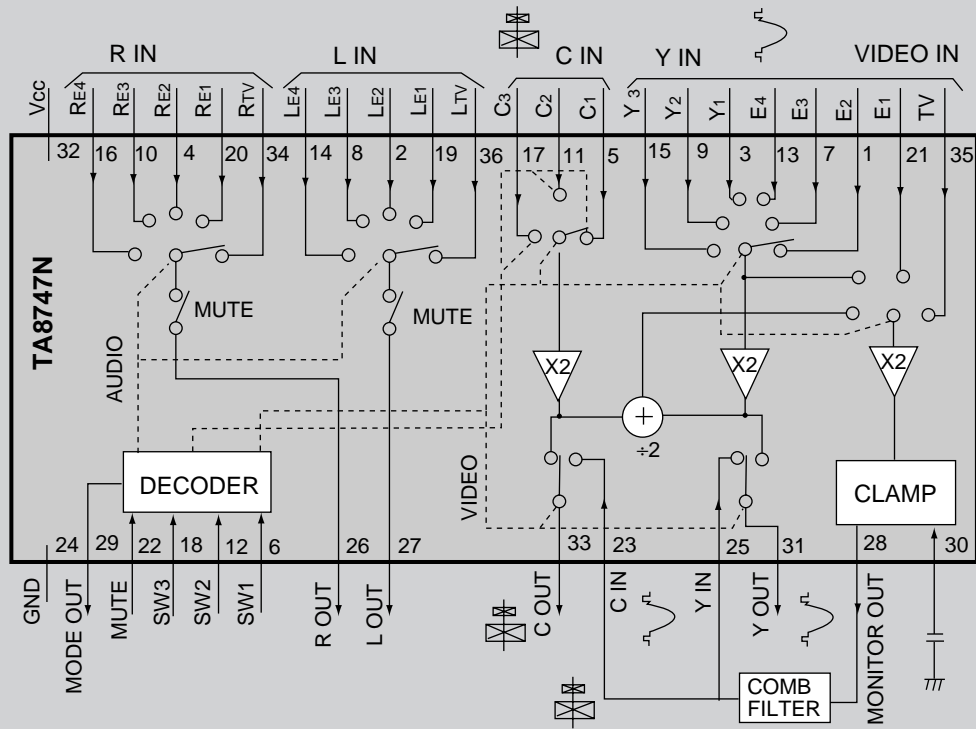 R IN
L IN
C IN
Y IN
VIDEO IN
Vcc
RE4
RE3
RE2
RE1
RTV
LE4
LE3
LE2
LE1
LTV
C3
C2
C1
Y3
Y2
Y1
E4
E3
E2
E1
TV
32 16 10 4 20 34 14 8 2 19 36 17 11 5 15 9 3 13 7 1 21 35
TA8747N
MUTE
MUTE
AUDIO
X2
X2
X2
+
÷2
DECODER
VIDEO
CLAMP
24 29 22 18 12 6 26 27 33 23 25 31 28 30
GND
MODE OUT
MUTE
SW3
SW2
SW1
R OUT
L OUT
C OUT
C IN
Y IN
Y OUT
MONITOR OUT
COMB
FILTER